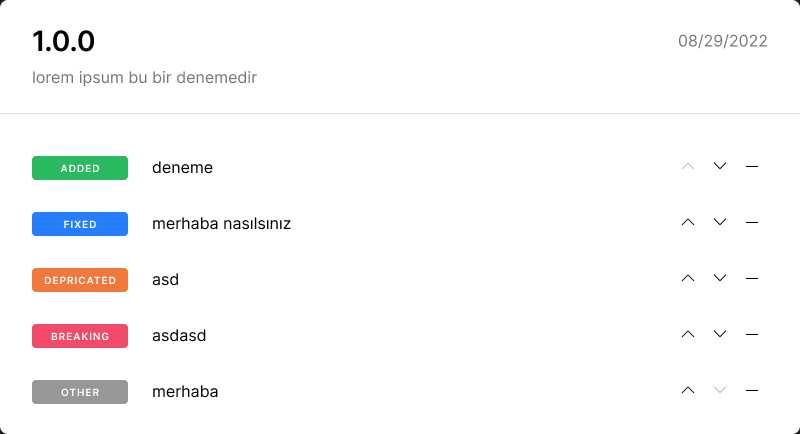 1.0.0
08/29/2022
lorem ipsum bu bir denemedir
ADDED deneme
FIXED merhaba nasılsınız
DEPRICATED asd
BREAKING asdasd
OTHER merhaba